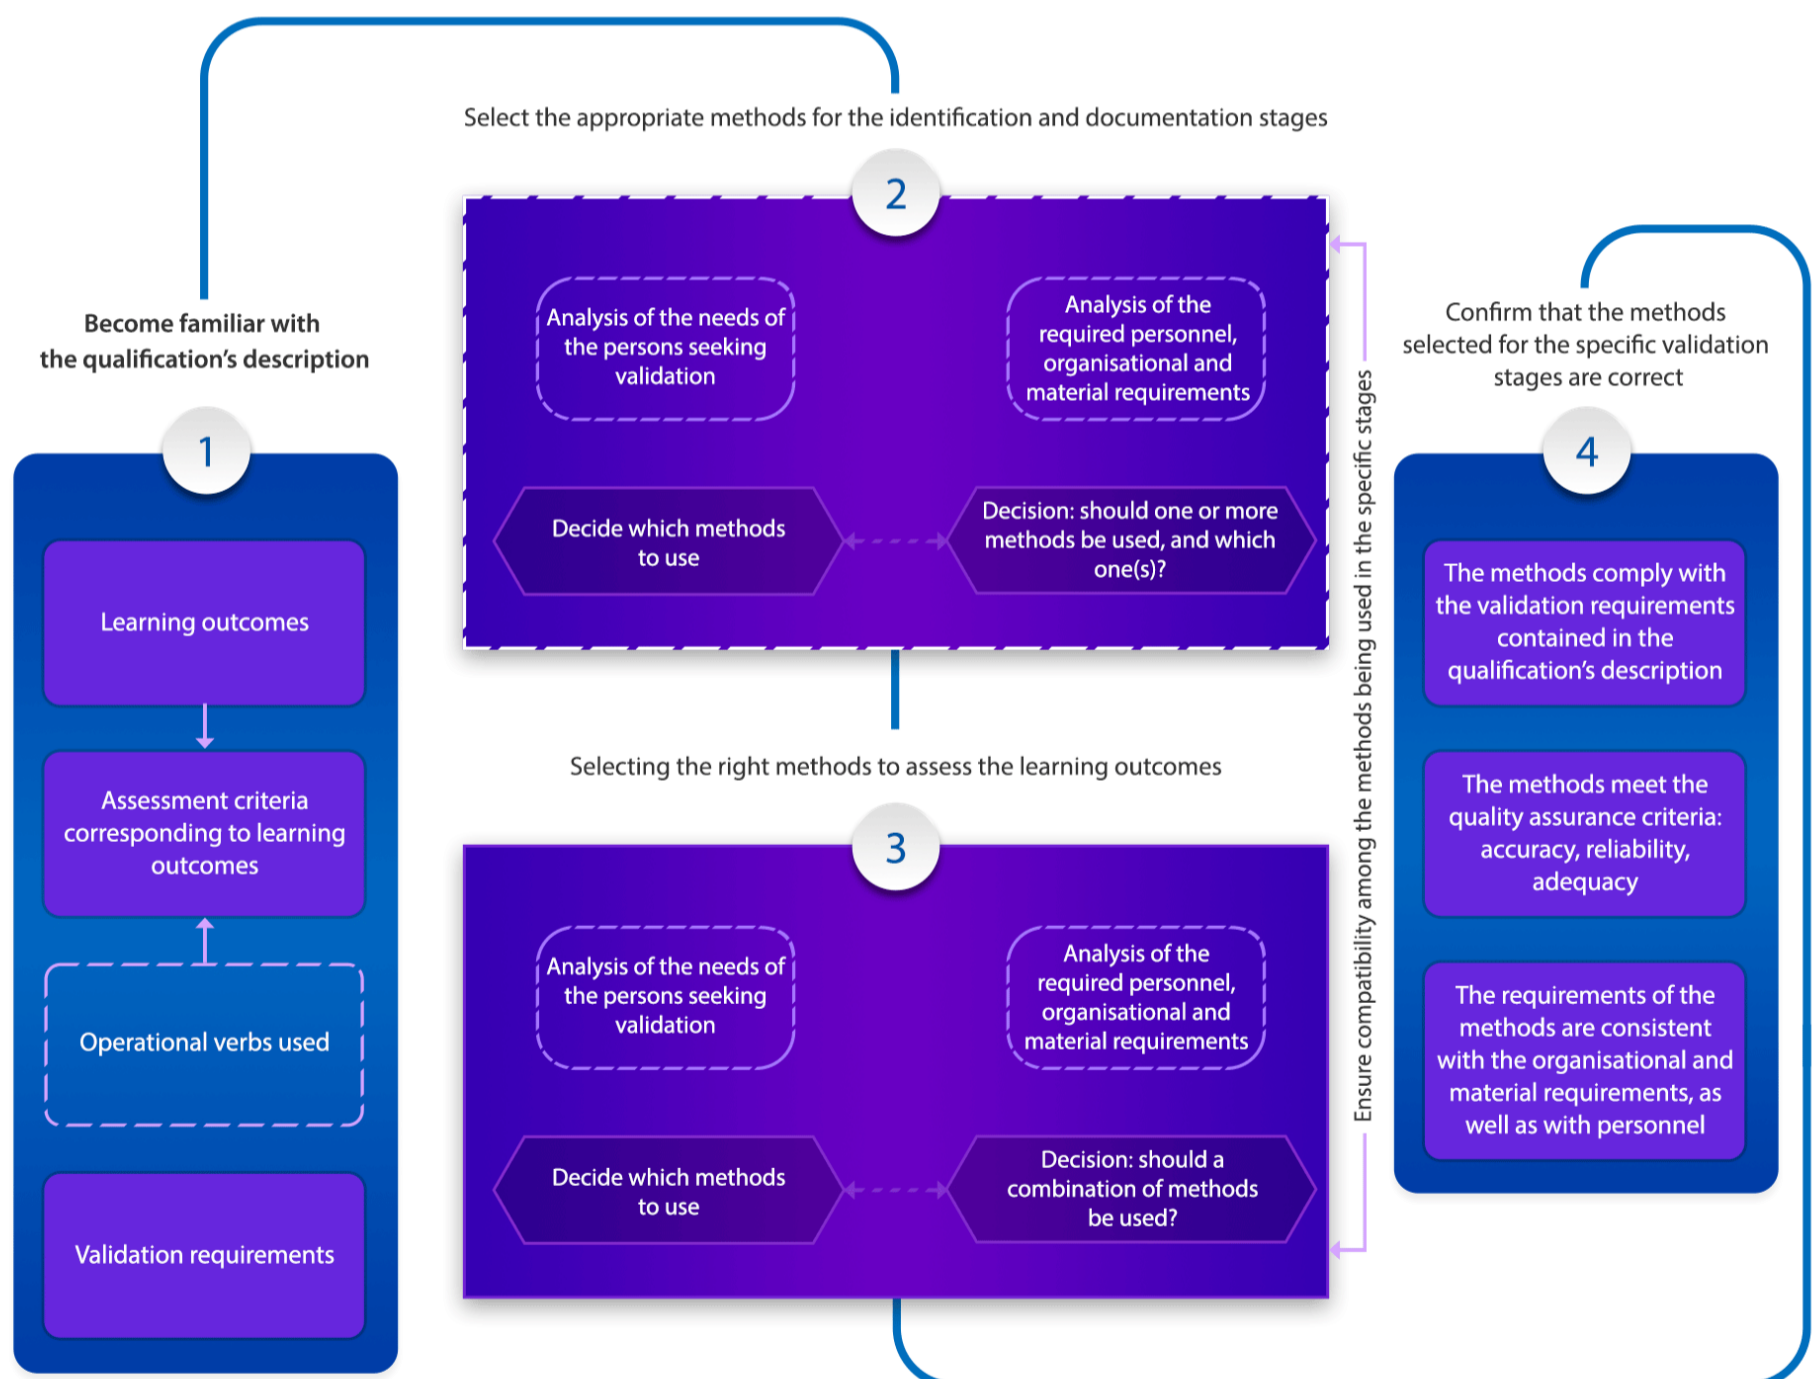 Become familiar with
the qualification's description
1
Learning outcomes
Assessment criteria
corresponding to learning
outcomes
Operational verbs used
Validation requirements
Select the appropriate methods for the identification and documentation stages
2
Analysis of the needs of
the persons seeking
validation
Analysis of the
required personnel,
organisational and
material requirements
Decide which methods
to use
Decision: should one or more
methods be used, and which
one(s)?
Selecting the right methods to assess the learning outcomes
3
Analysis of the needs of
the persons seeking
validation
Analysis of the
required personnel,
organisational and
material requirements
Decide which methods
to use
Decision: should a
combination of methods
be used?
Ensure compatibility among the methods being used in the specific stages
Confirm that the methods
selected for the specific validation
stages are correct
4
The methods comply with
the validation requirements
contained in the
qualification's description
The methods meet the
quality assurance criteria:
accuracy, reliability,
adequacy
The requirements of the
methods are consistent
with the organisational and
material requirements, as
well as with personnel